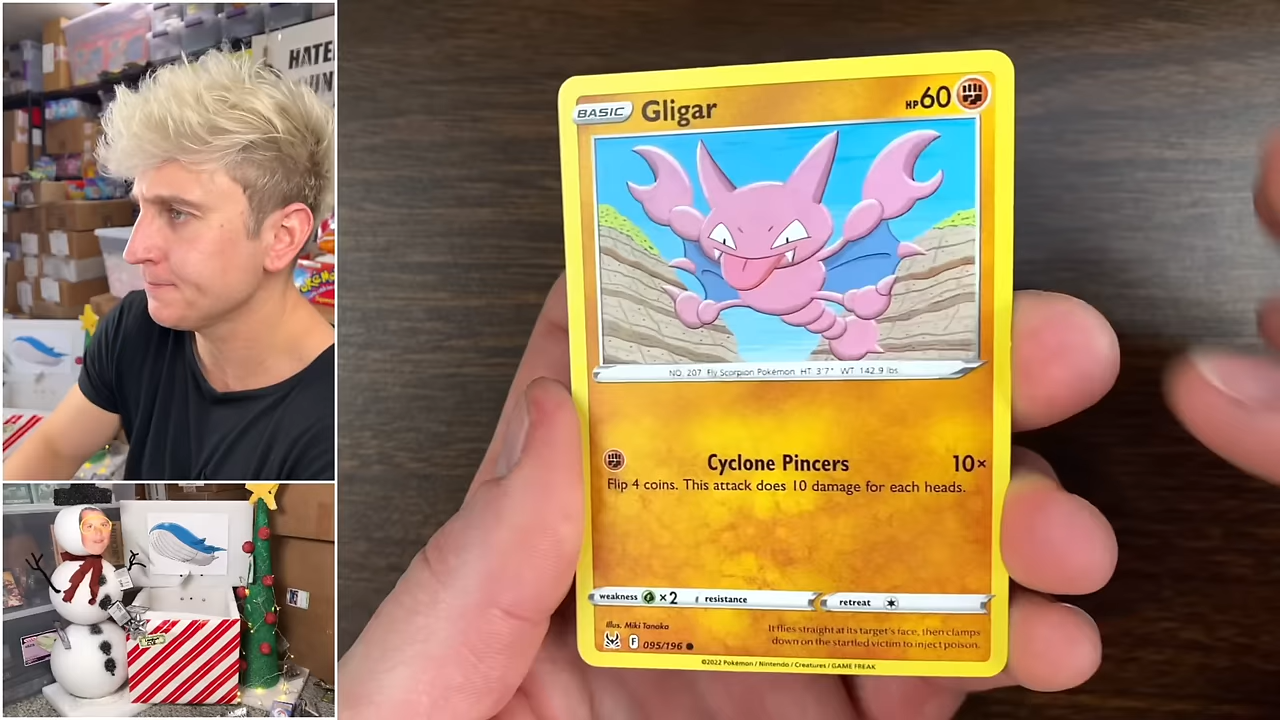 HATE
OUN
BASIC Gligar HP60
NO. 207 Fly Scorpion Pokémon HT 3'7" WT 142.9 lbs.
Cyclone Pincers 10×
Flip 4 coins. This attack does 10 damage for each heads.
weakness ×2 resistance retreat
Illus. Miki Tanaka
It flies straight at its target's face, then clamps
down on the startled victim to inject poison.
F 095/196
©2022 Pokémon / Nintendo / Creatures / GAME FREAK